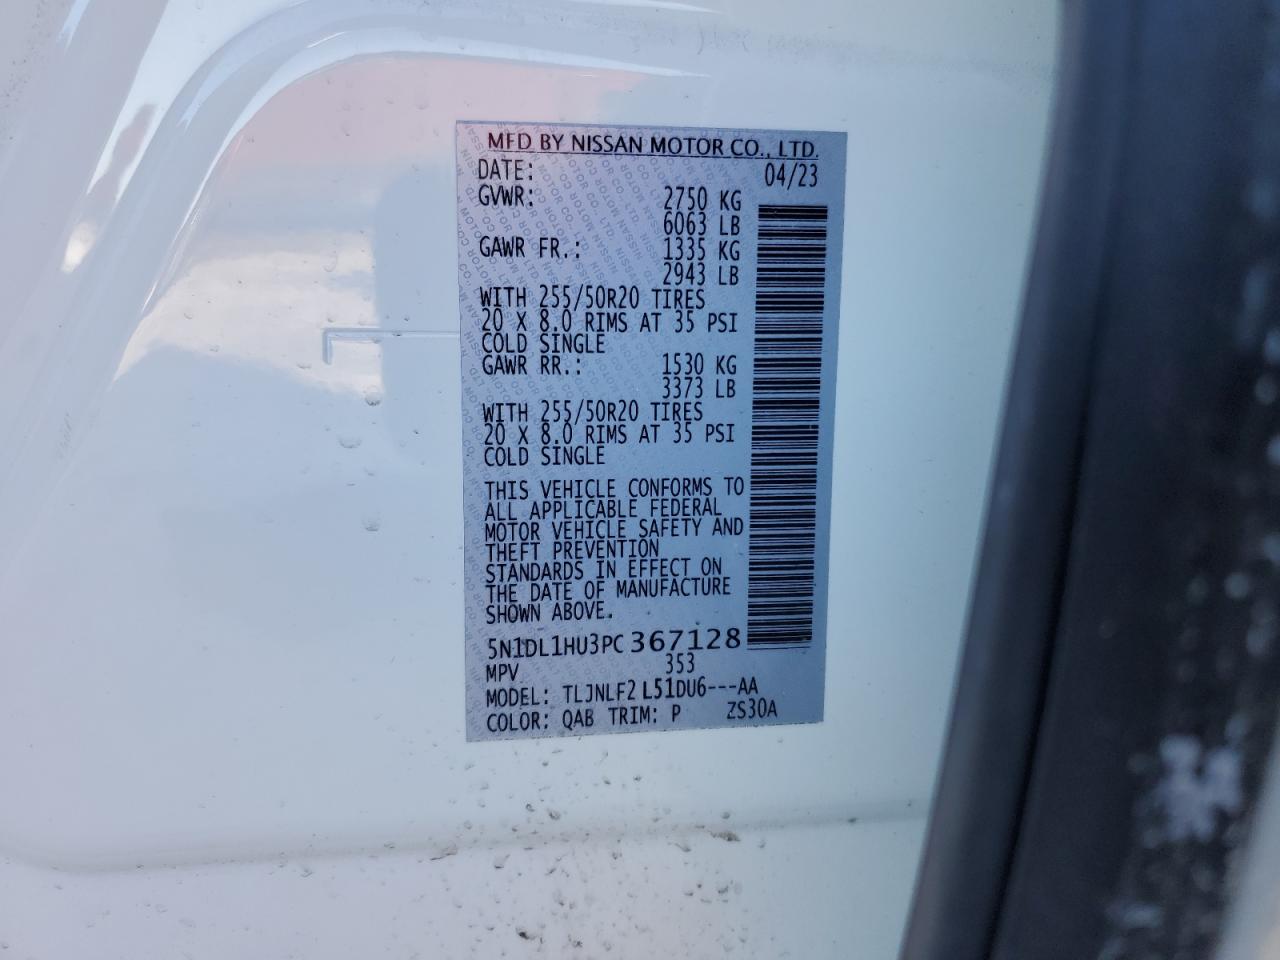 MFD BY NISSAN MOTOR CO., LTD.
DATE: 04/23
GVWR: 2750 KG
6063 LB
GAWR FR.: 1335 KG
2943 LB
WITH 255/50R20 TIRES
20 X 8.0 RIMS AT 35 PSI
COLD SINGLE
GAWR RR.: 1530 KG
3373 LB
WITH 255/50R20 TIRES
20 X 8.0 RIMS AT 35 PSI
COLD SINGLE
THIS VEHICLE CONFORMS TO
ALL APPLICABLE FEDERAL
MOTOR VEHICLE SAFETY AND
THEFT PREVENTION
STANDARDS IN EFFECT ON
THE DATE OF MANUFACTURE
SHOWN ABOVE.
5N1DL1HU3PC367128
MPV 353
MODEL: TLJNLF2 L51DU6---AA
COLOR: QAB TRIM: P ZS30A